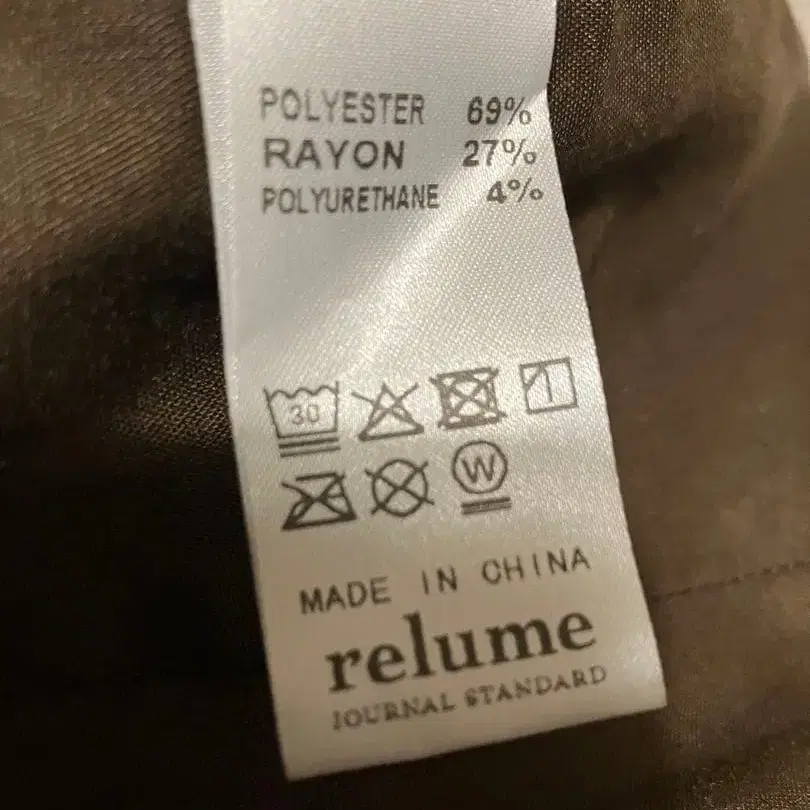 POLYESTER 69%
RAYON 27%
POLYURETHANE 4%
30
W
MADE IN CHINA
relume
JOURNAL STANDARD